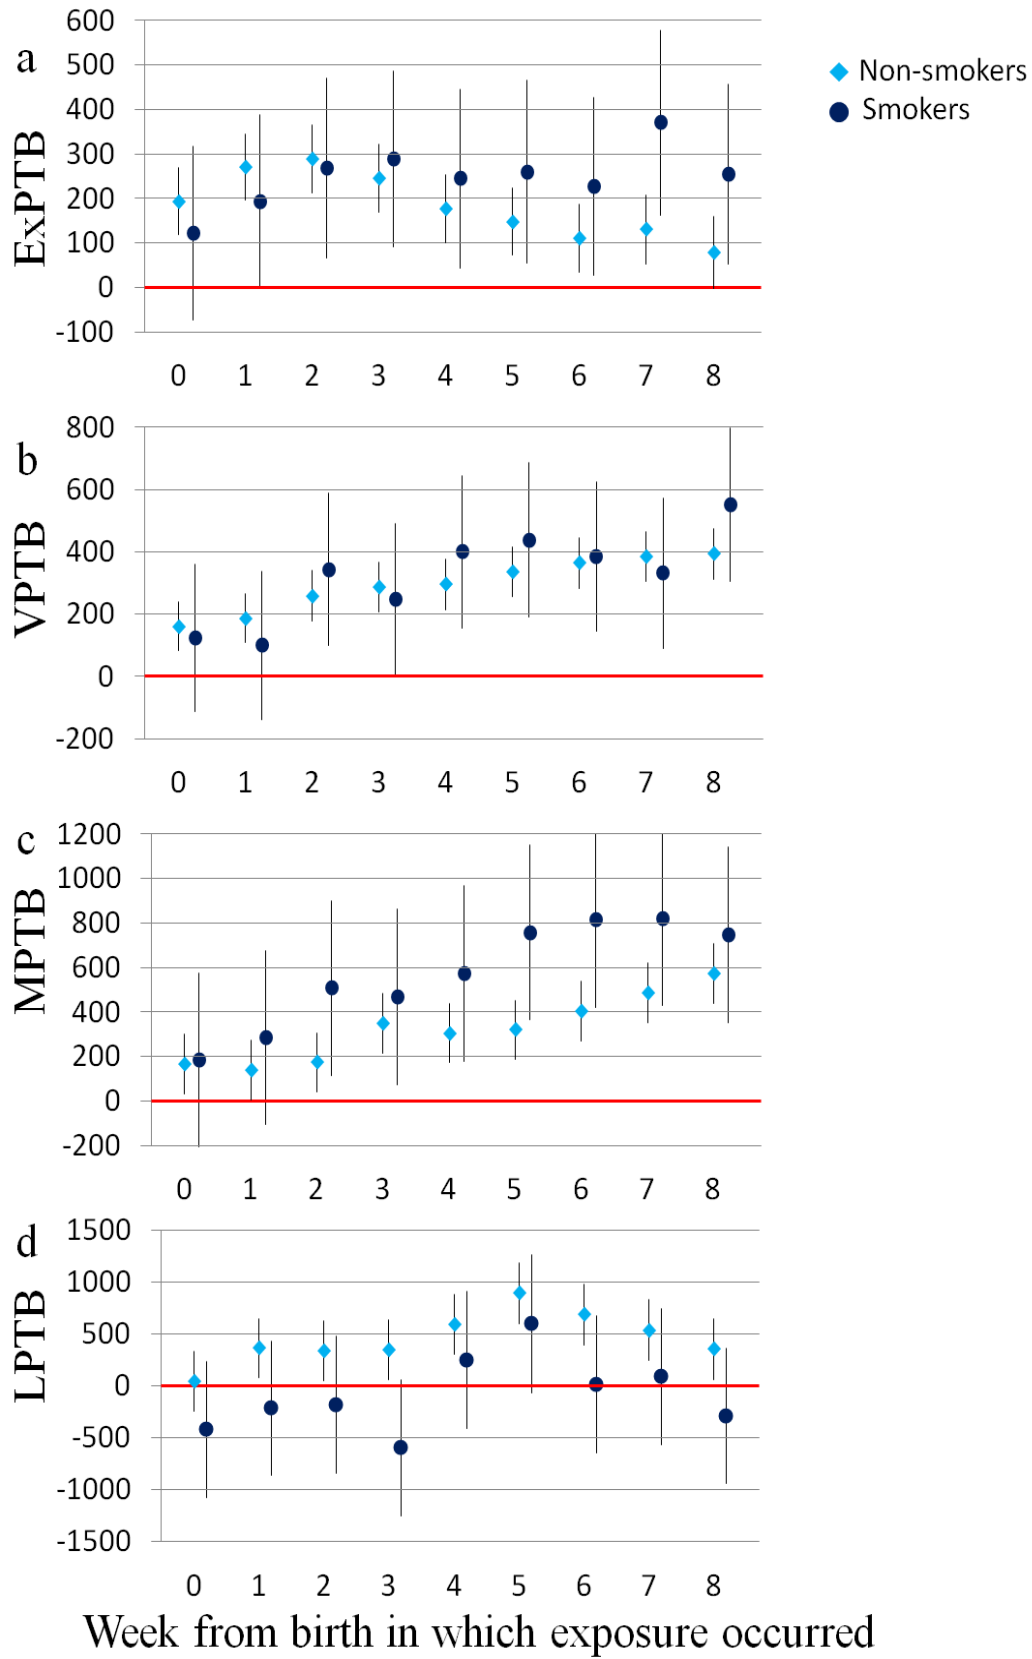 a
ExPTB
600
500
400
300
200
100
0
-100
0 1 2 3 4 5 6 7 8
Non-smokers
Smokers
b
VPTB
800
600
400
200
0
-200
0 1 2 3 4 5 6 7 8
c
MPTB
1200
1000
800
600
400
200
0
-200
0 1 2 3 4 5 6 7 8
d
LPTB
1500
1000
500
0
-500
-1000
-1500
0 1 2 3 4 5 6 7 8
Week from birth in which exposure occurred